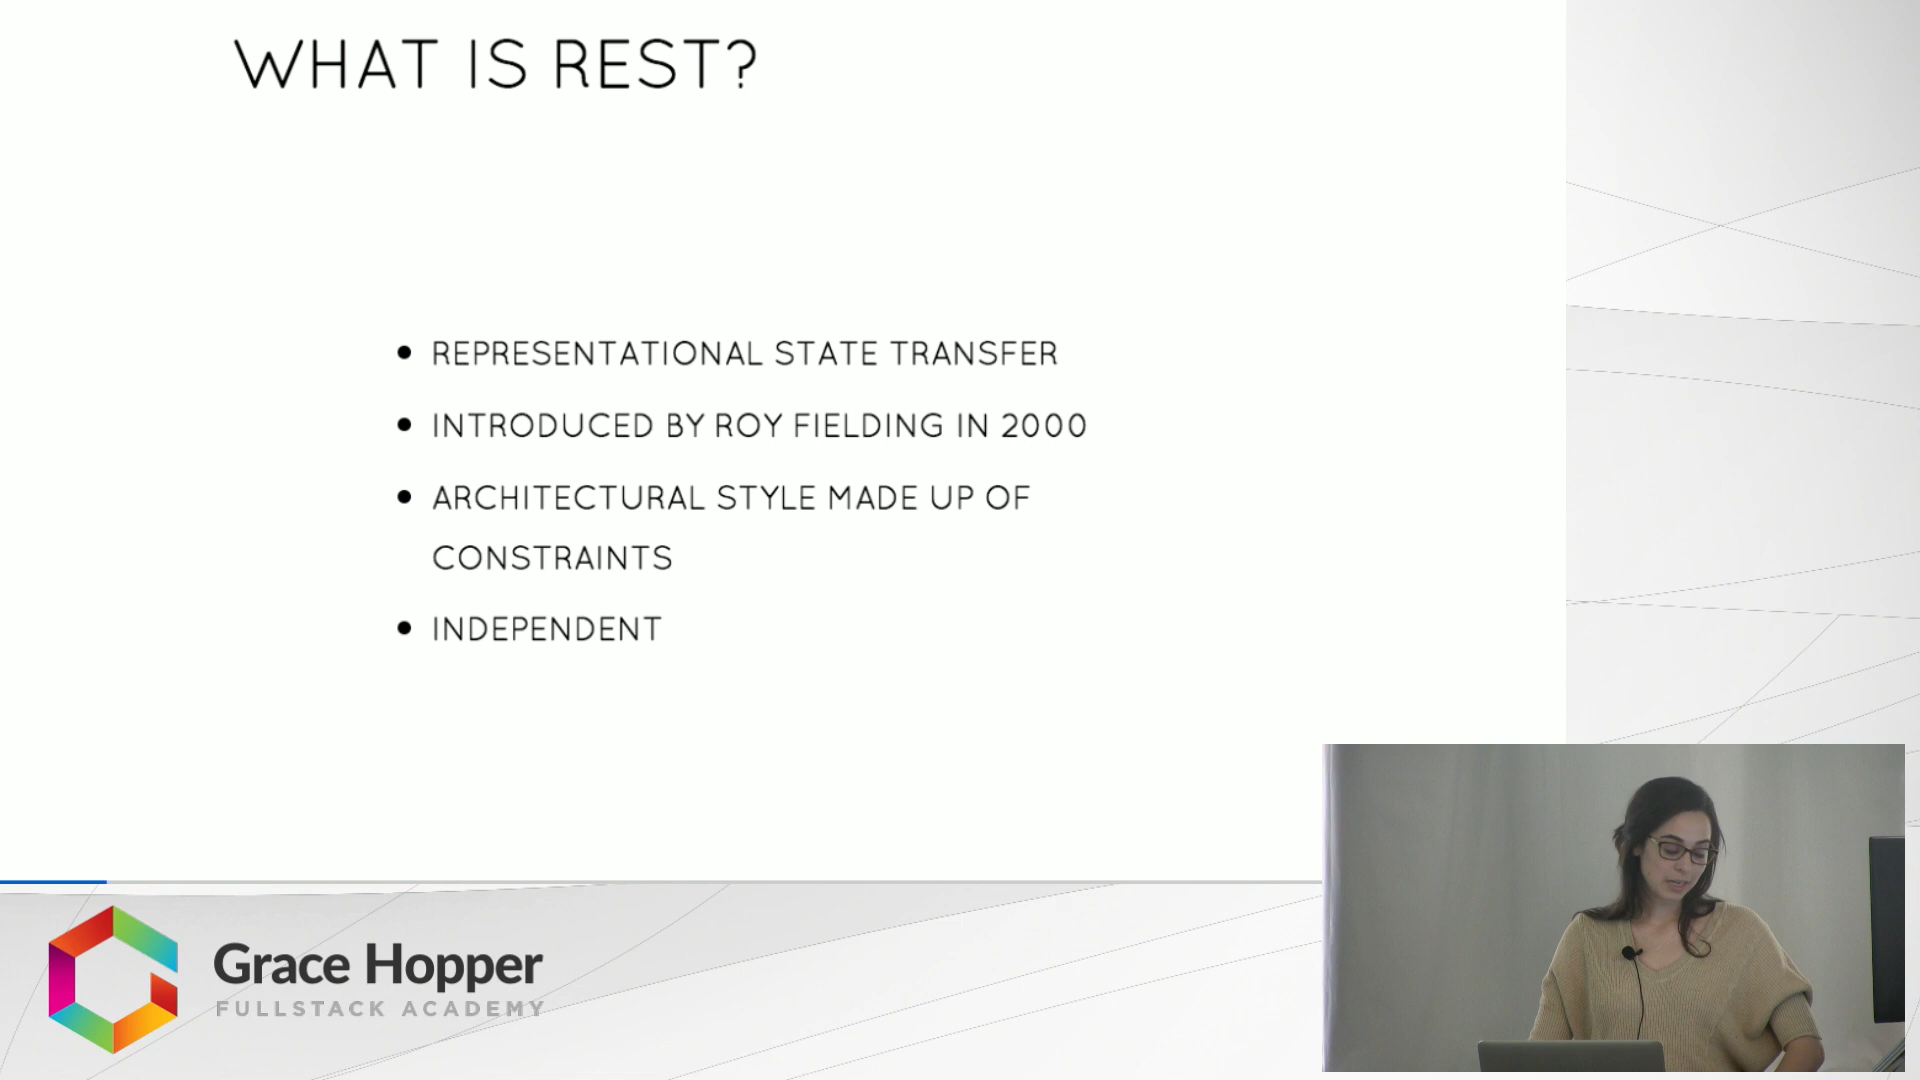 WHAT IS REST?
REPRESENTATIONAL STATE TRANSFER
INTRODUCED BY ROY FIELDING IN 2000
ARCHITECTURAL STYLE MADE UP OF
CONSTRAINTS
INDEPENDENT
Grace Hopper
FULLSTACK ACADEMY